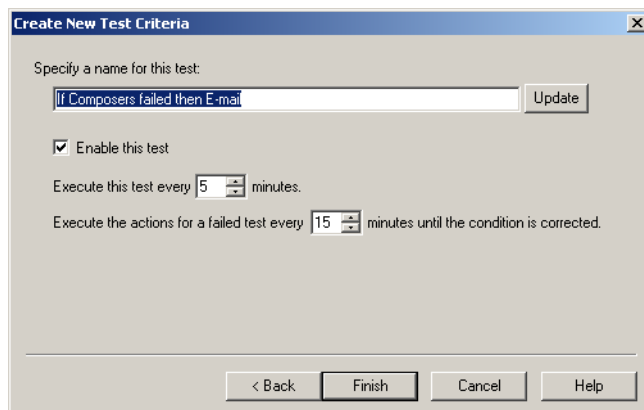 Create New Test Criteria
Specify a name for this test:
If Composers failed then E-mail
Update
Enable this test
Execute this test every 5 minutes.
Execute the actions for a failed test every 15 minutes until the condition is corrected.
< Back Finish Cancel Help